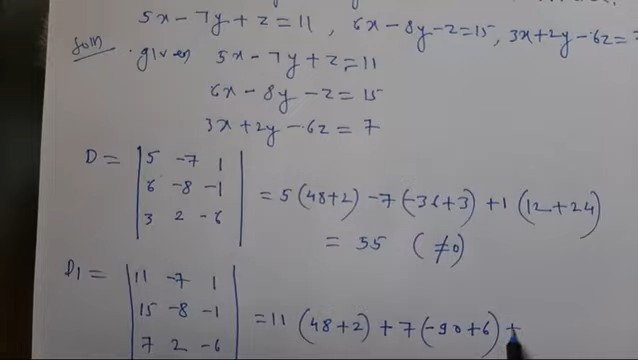 5x - 7y + z = 11 , 6x - 8y - z = 15, 3x + 2y - 6z =
Soln . given 5x - 7y + z = 11
6x - 8y - z = 15
3x + 2y - 6z = 7
D = | 5 -7 1 |
| 6 -8 -1 | = 5 (48+2) - 7 (-36+3) + 1 (12+24)
| 3 2 -6 |
= 55 ( ≠0)
D1 = | 11 -7 1 |
| 15 -8 -1 | = 11 (48+2) + 7 (-90+6) +
| 7 2 -6 |